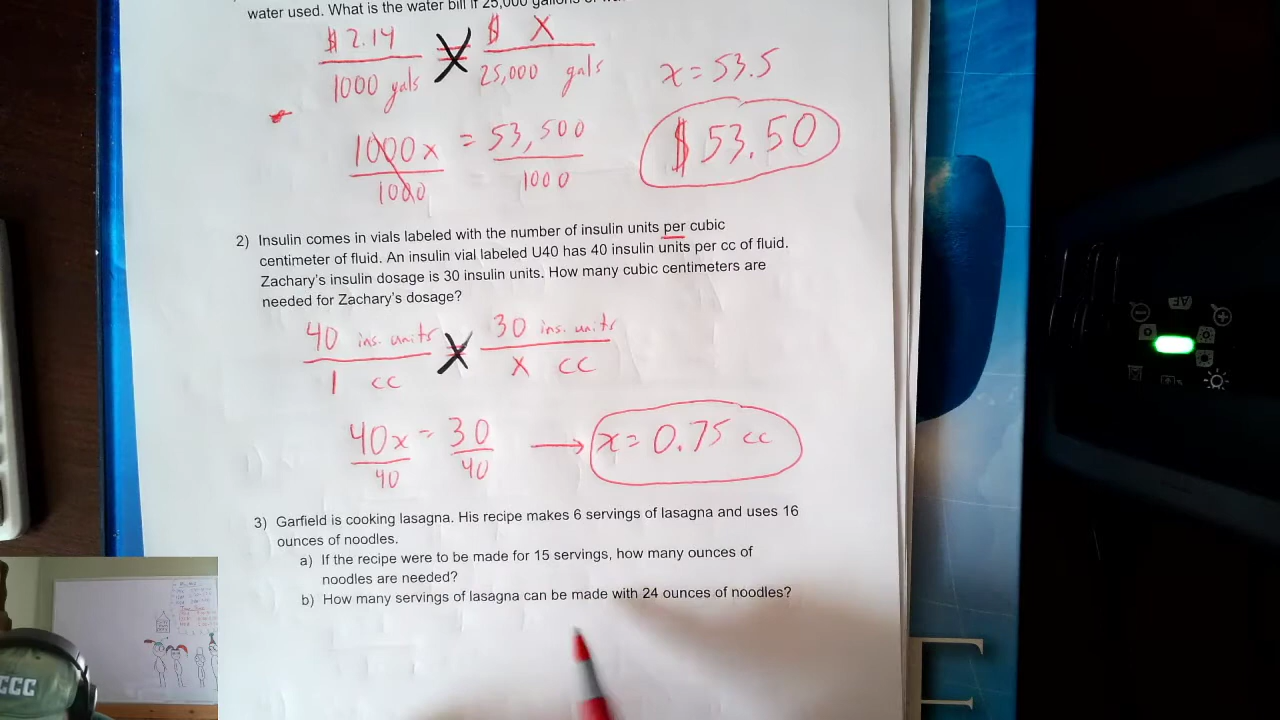 water used. What is the water bill if 25,000 gallons of
$ 2.14 $ X
1000 gals 25,000 gals
x = 53.5
1000x = 53,500
1000 1000
$53.50
2) Insulin comes in vials labeled with the number of insulin units per cubic
centimeter of fluid. An insulin vial labeled U40 has 40 insulin units per cc of fluid.
Zachary's insulin dosage is 30 insulin units. How many cubic centimeters are
needed for Zachary's dosage?
40 ins. units = 30 ins. units
1 cc x cc
40x = 30 → x = 0.75 cc
40 40
3) Garfield is cooking lasagna. His recipe makes 6 servings of lasagna and uses 16
ounces of noodles.
a) If the recipe were to be made for 15 servings, how many ounces of
noodles are needed?
b) How many servings of lasagna can be made with 24 ounces of noodles?
AF
CCC